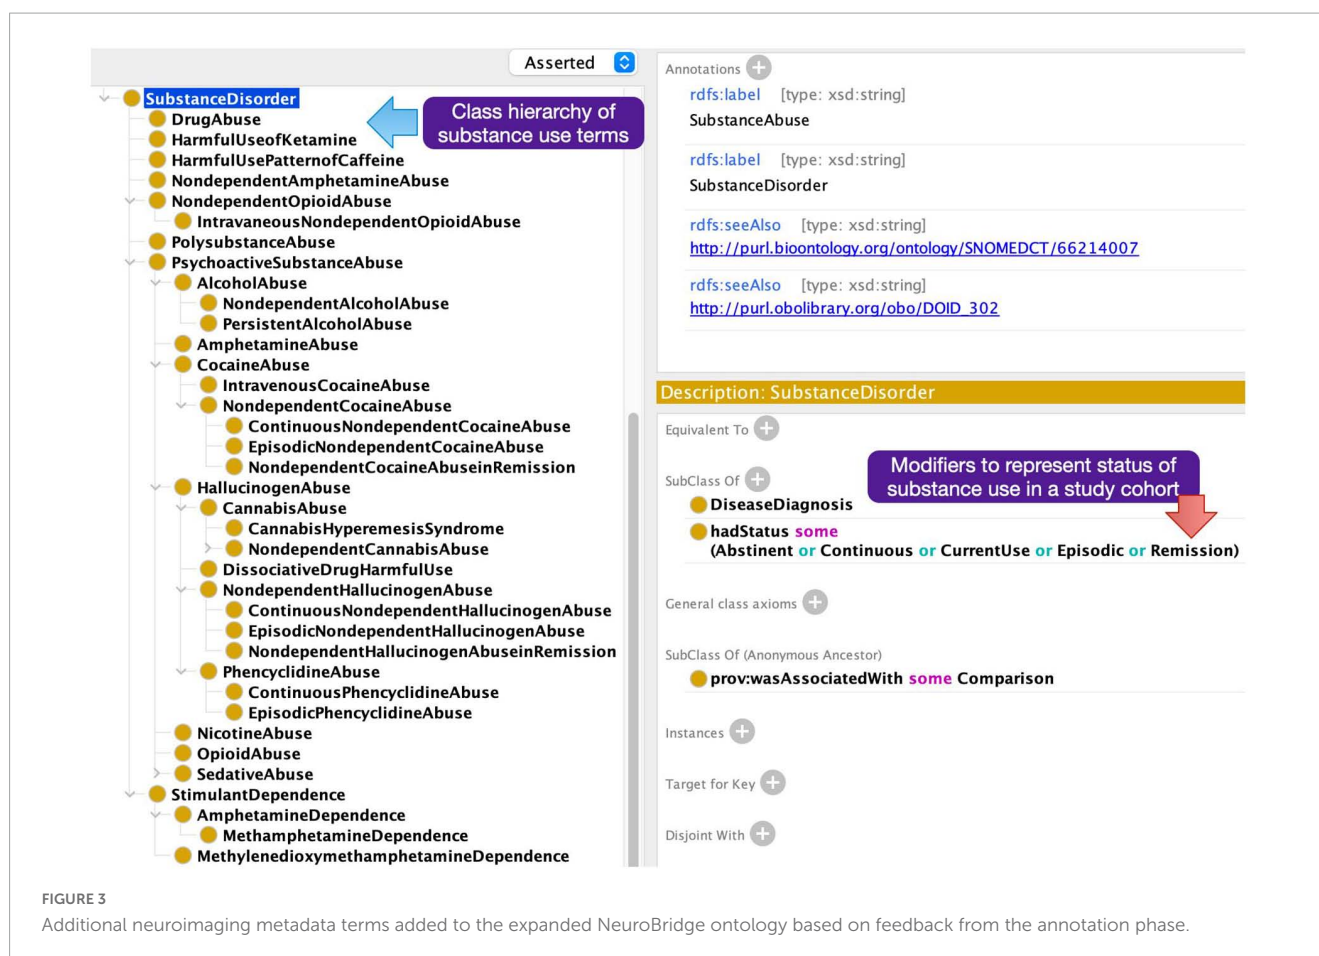 Asserted
SubstanceDisorder
DrugAbuse
HarmfulUseofKetamine
HarmfulUsePatternofCaffeine
NondependentAmphetamineAbuse
NondependentOpioidAbuse
IntravaneousNondependentOpioidAbuse
PolysubstanceAbuse
PsychoactiveSubstanceAbuse
AlcoholAbuse
NondependentAlcoholAbuse
PersistentAlcoholAbuse
AmphetamineAbuse
CocaineAbuse
IntravenousCocaineAbuse
NondependentCocaineAbuse
ContinuousNondependentCocaineAbuse
EpisodicNondependentCocaineAbuse
NondependentCocaineAbuseinRemission
HallucinogenAbuse
CannabisAbuse
CannabisHyperemesisSyndrome
NondependentCannabisAbuse
DissociativeDrugHarmfulUse
NondependentHallucinogenAbuse
ContinuousNondependentHallucinogenAbuse
EpisodicNondependentHallucinogenAbuse
NondependentHallucinogenAbuseinRemission
PhencyclidineAbuse
ContinuousPhencyclidineAbuse
EpisodicPhencyclidineAbuse
NicotineAbuse
OpioidAbuse
SedativeAbuse
StimulantDependence
AmphetamineDependence
MethamphetamineDependence
MethylenedioxymethamphetamineDependence
Class hierarchy of
substance use terms
Annotations
rdfs:label [type: xsd:string]
SubstanceAbuse
rdfs:label [type: xsd:string]
SubstanceDisorder
rdfs:seeAlso [type: xsd:string]
http://purl.bioontology.org/ontology/SNOMEDCT/66214007
rdfs:seeAlso [type: xsd:string]
http://purl.obolibrary.org/obo/DOID_302
Description: SubstanceDisorder
Equivalent To
SubClass Of
Modifiers to represent status of
substance use in a study cohort
DiseaseDiagnosis
hadStatus some
(Abstinent or Continuous or CurrentUse or Episodic or Remission)
General class axioms
SubClass Of (Anonymous Ancestor)
prov:wasAssociatedWith some Comparison
Instances
Target for Key
Disjoint With
FIGURE 3
Additional neuroimaging metadata terms added to the expanded NeuroBridge ontology based on feedback from the annotation phase.